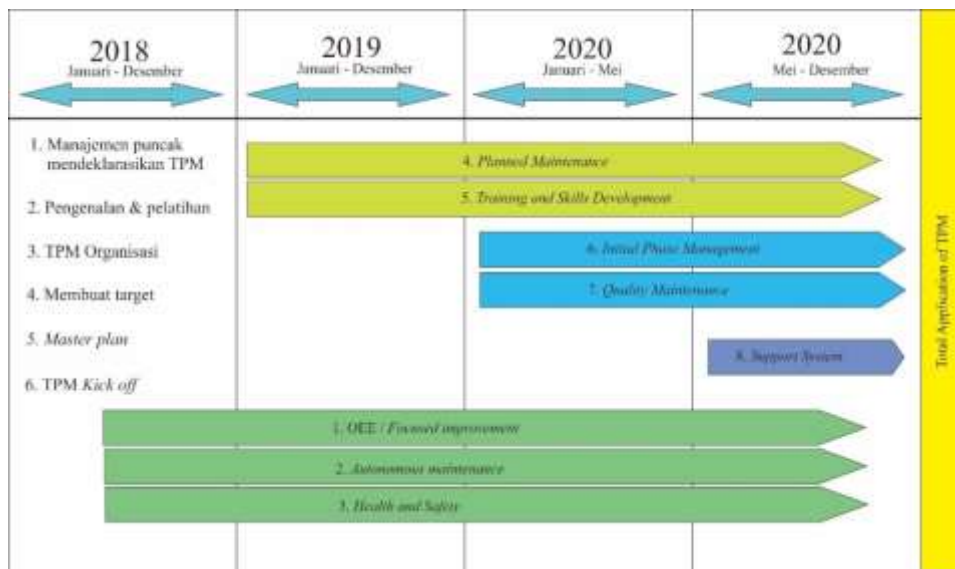 2018
Januari - Desember
2019
Januari - Desember
2020
Januari - Mei
2020
Mei - Desember
1. Manajemen puncak
mendeklarasikan TPM
2. Pengenalan & pelatihan
3. TPM Organisasi
4. Membuat target
5. Master plan
6. TPM Kick off
4. Planned Maintenance
5. Training and Skills Development
6. Initial Phase Management
7. Quality Maintenance
8. Support System
1. OEE / Focused improvement
2. Autonomous maintenance
3. Health and Safety
Total Application of TPM